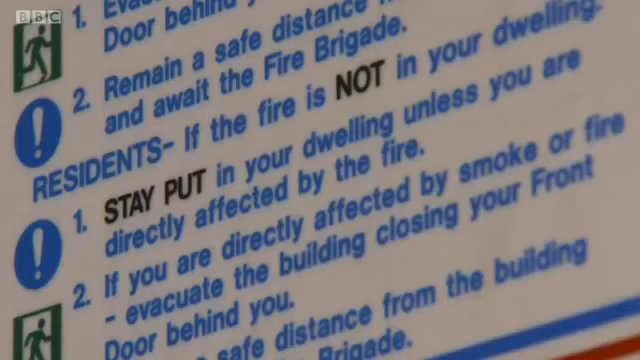 BBC
1. Evac
Door behind
2. Remain a safe distance
and await the Fire Brigade.
RESIDENTS- If the fire is NOT in your dwelling.
1. STAY PUT in your dwelling unless you are
directly affected by the fire.
2. If you are directly affected by smoke or fire
- evacuate the building closing your Front
Door behind you.
safe distance from the building
Brigade.